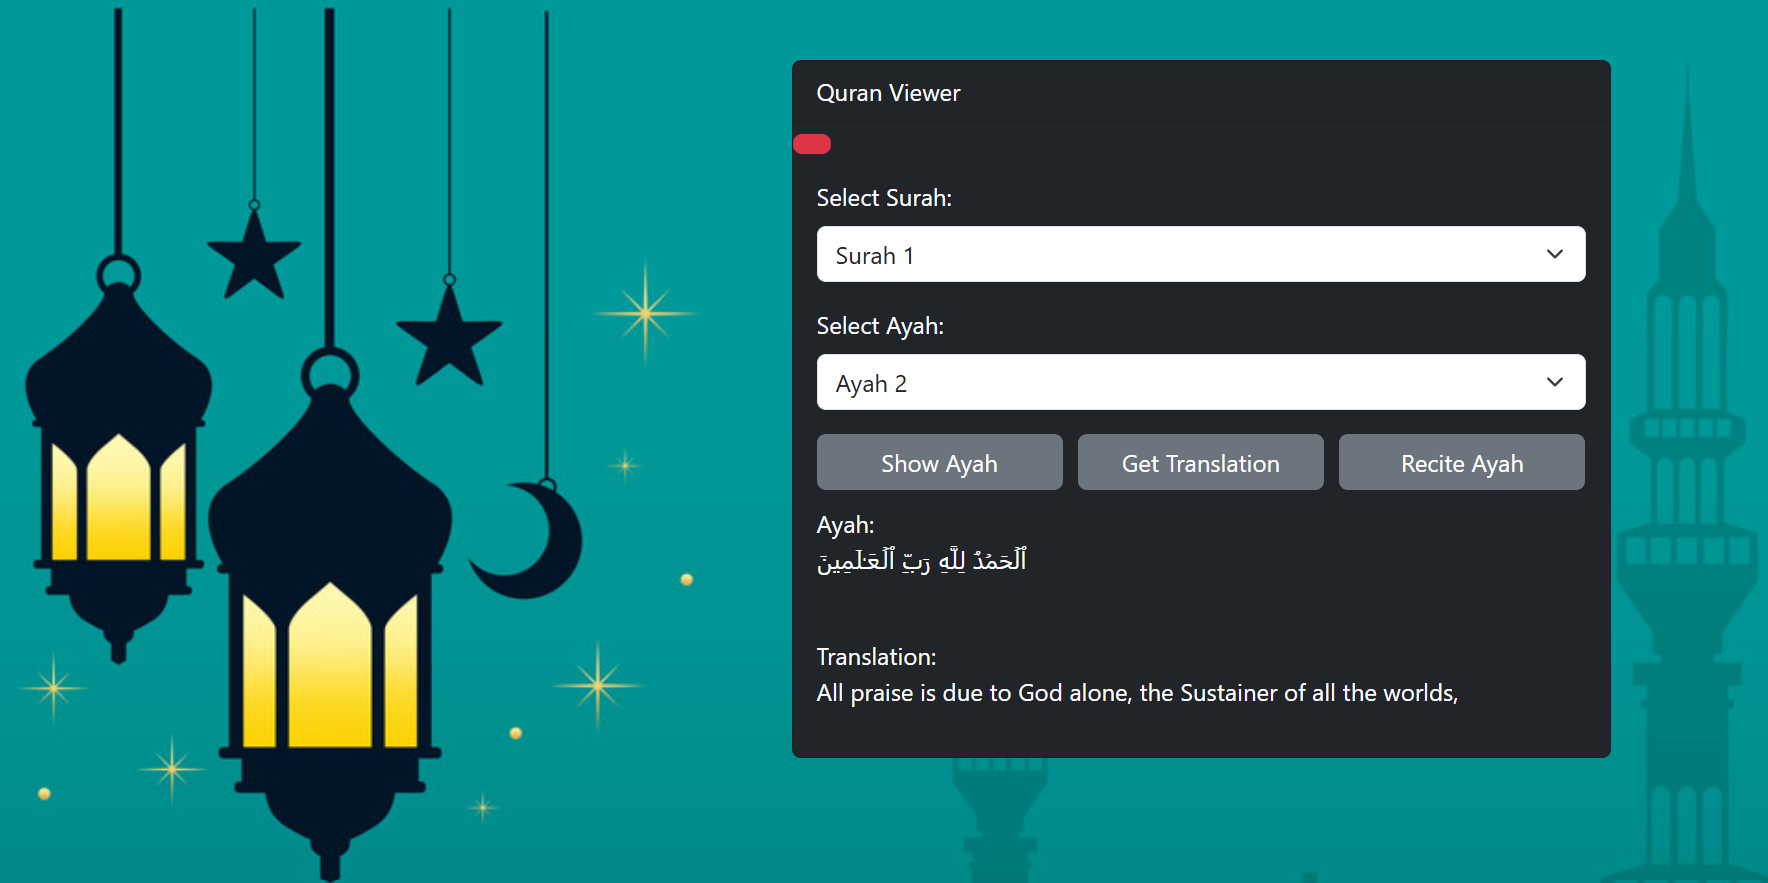 Quran Viewer
Select Surah:
Surah 1
Select Ayah:
Ayah 2
Show Ayah
Get Translation
Recite Ayah
Ayah:
ٱلۡحَمۡدُ لِلَّهِ رَبِّ ٱلۡعَـٰلَمِینَ
Translation:
All praise is due to God alone, the Sustainer of all the worlds,